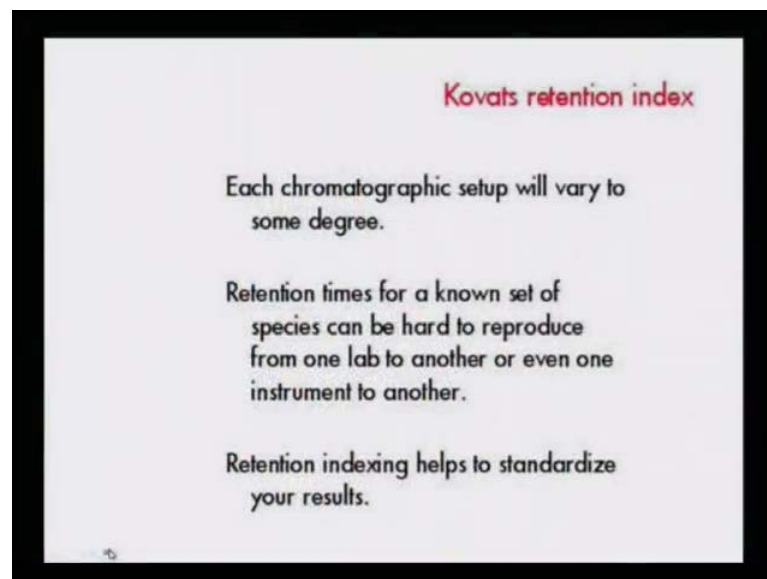 Kovats retention index
Each chromatographic setup will vary to
some degree.
Retention times for a known set of
species can be hard to reproduce
from one lab to another or even one
instrument to another.
Retention indexing helps to standardize
your results.